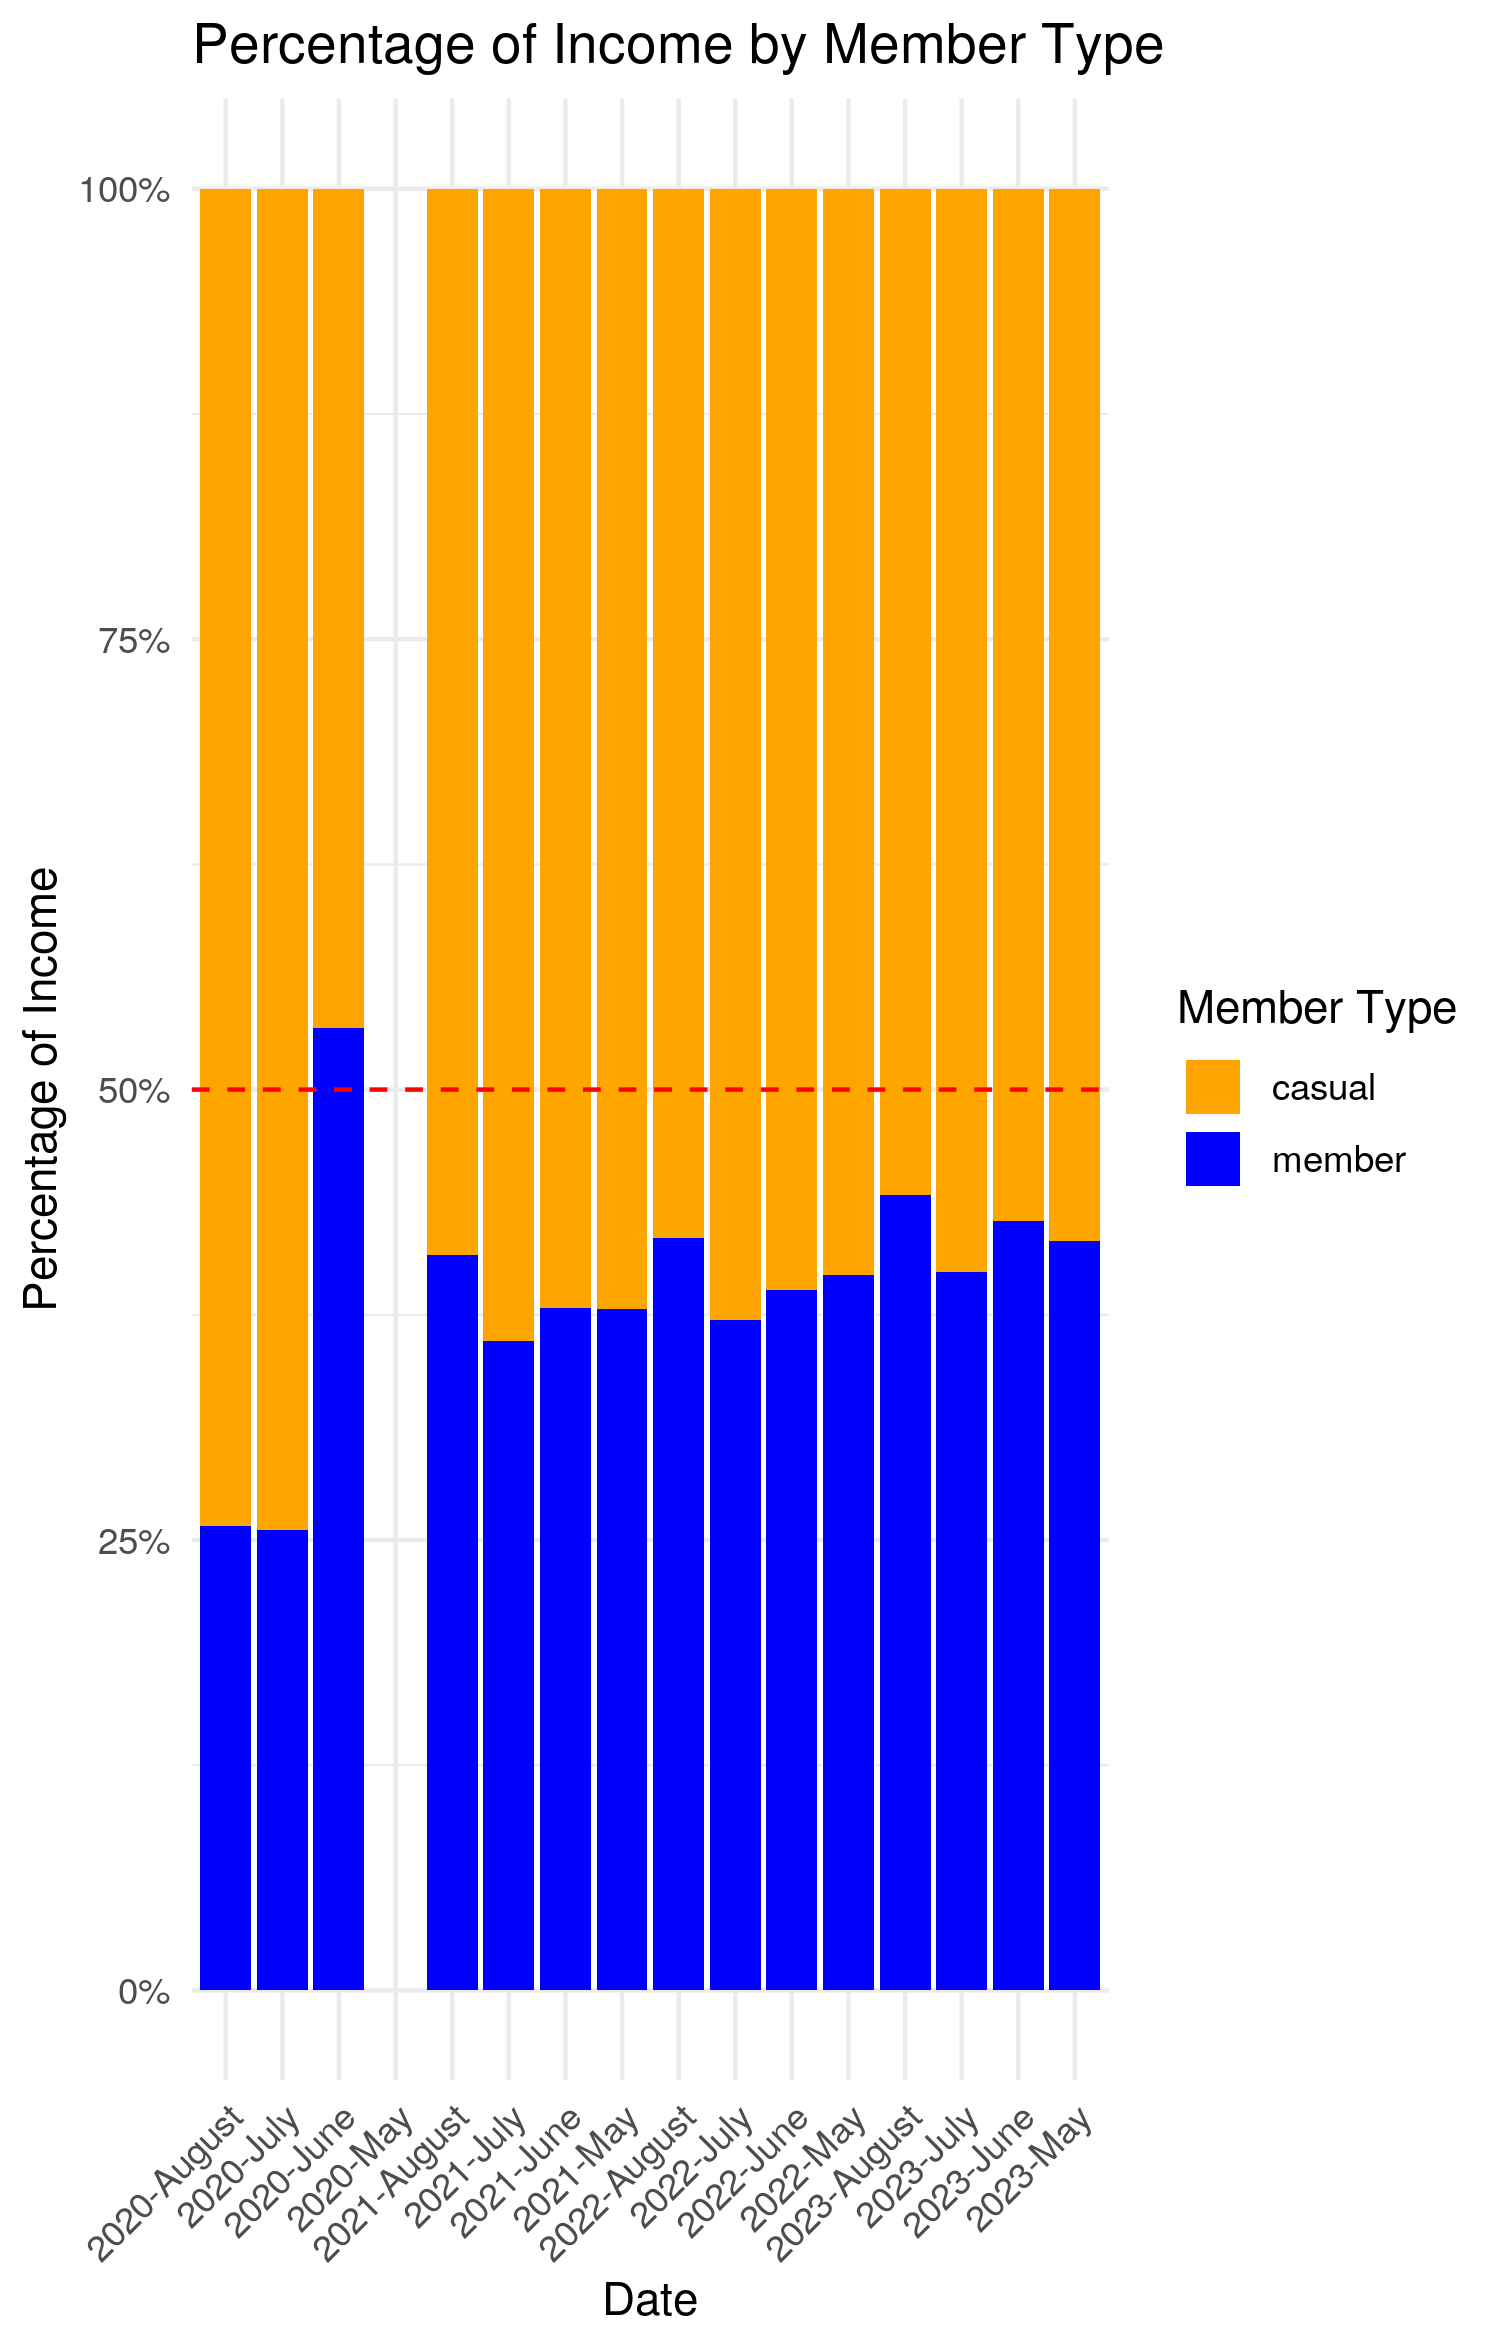 Percentage of Income by Member Type
Percentage of Income
100%
75%
50%
25%
0%
2020-August
2020-July
2020-June
2020-May
2021-August
2021-July
2021-June
2021-May
2022-August
2022-July
2022-June
2022-May
2023-August
2023-July
2023-June
2023-May
Date
Member Type
casual
member